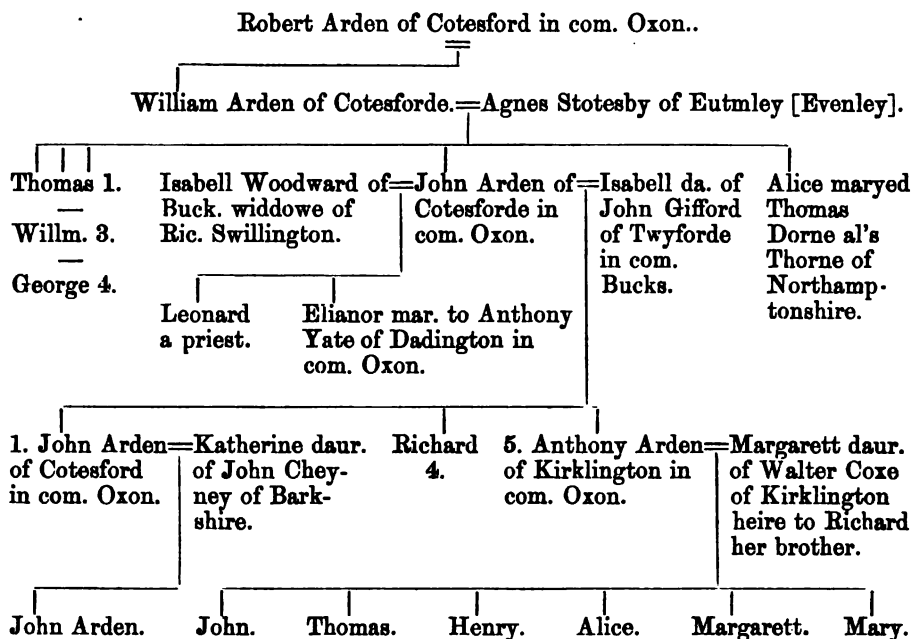 Robert Arden of Cotesford in com. Oxon..
William Arden of Cotesforde.=Agnes Stotesby of Eutmley [Evenley].
Thomas 1.
—
Willm. 3.
—
George 4.
Isabell Woodward of=
Buck. widdowe of
Ric. Swillington.
John Arden of
Cotesforde in
com. Oxon.
=Isabell da. of
John Gifford
of Twyforde
in com.
Bucks.
Alice maryed
Thomas
Dorne al's
Thorne of
Northamp-
tonshire.
Leonard
a priest.
Elianor mar. to Anthony
Yate of Dadington in
com. Oxon.
1. John Arden=
of Cotesford
in com. Oxon.
Katherine daur.
of John Chey-
ney of Bark-
shire.
Richard
4.
5. Anthony Arden=
of Kirklington in
com. Oxon.
Margarett daur.
of Walter Coxe
of Kirklington
heire to Richard
her brother.
John Arden.
John. Thomas. Henry. Alice. Margarett. Mary.